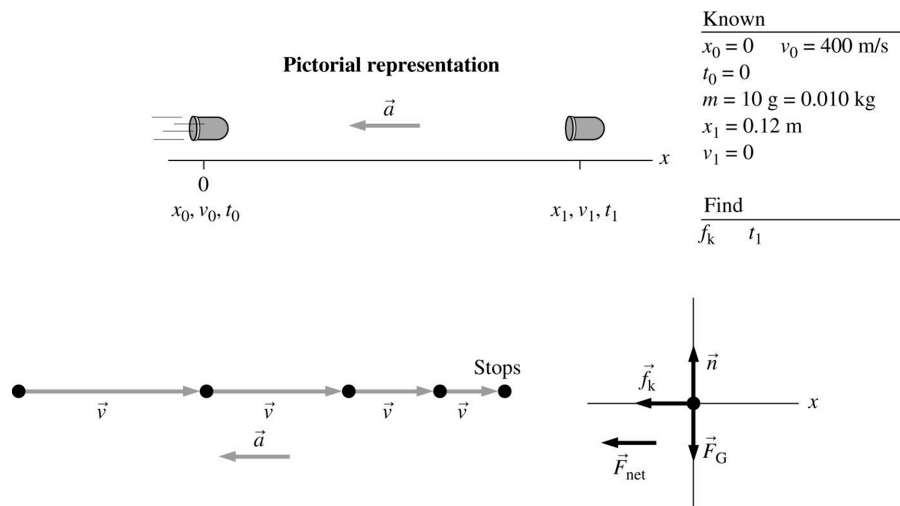 Known
x₀ = 0 v₀ = 400 m/s
t₀ = 0
m = 10 g = 0.010 kg
x₁ = 0.12 m
v₁ = 0
Find
fₖ t₁
Pictorial representation
a⃗
x
0
x₀, v₀, t₀
x₁, v₁, t₁
Stops
v⃗
v⃗
v⃗
v⃗
a⃗
n⃗
f⃗ₖ
x
F⃗_G
F⃗_net